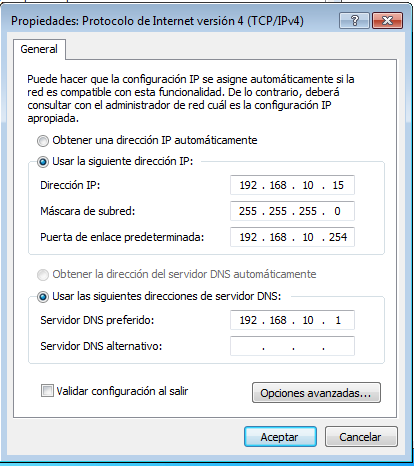 Propiedades: Protocolo de Internet versión 4 (TCP/IPv4)
General
Puede hacer que la configuración IP se asigne automáticamente si la
red es compatible con esta funcionalidad. De lo contrario, deberá
consultar con el administrador de red cuál es la configuración IP
apropiada.
Obtener una dirección IP automáticamente
Usar la siguiente dirección IP:
Dirección IP: 192 . 168 . 10 . 15
Máscara de subred: 255 . 255 . 255 . 0
Puerta de enlace predeterminada: 192 . 168 . 10 . 254
Obtener la dirección del servidor DNS automáticamente
Usar las siguientes direcciones de servidor DNS:
Servidor DNS preferido: 192 . 168 . 10 . 1
Servidor DNS alternativo: . . .
Validar configuración al salir
Opciones avanzadas...
Aceptar Cancelar